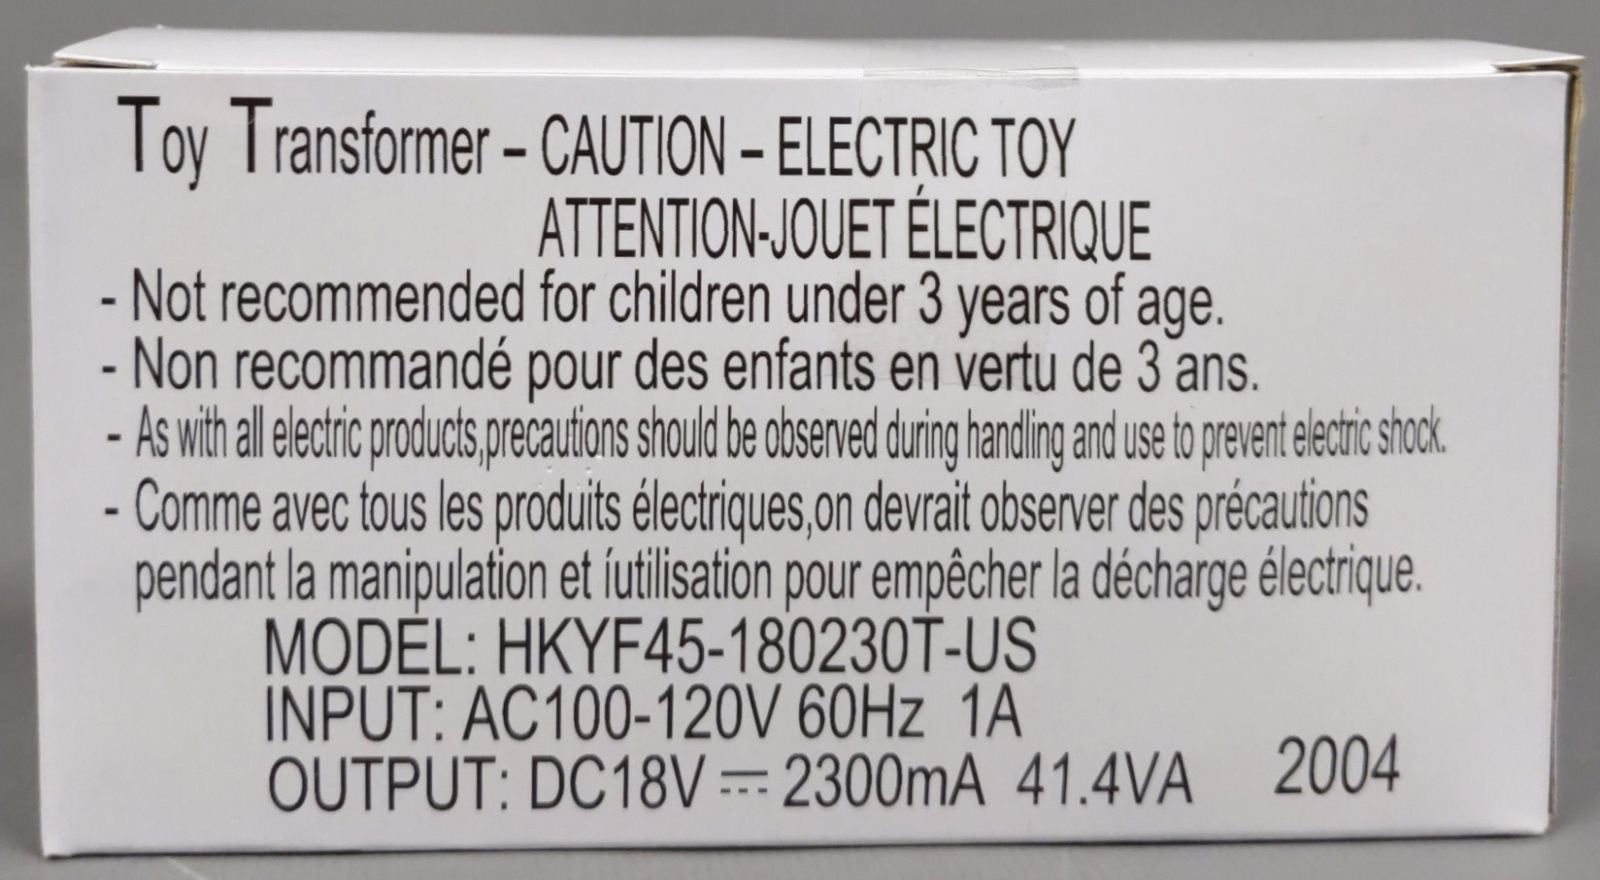 Toy Transformer – CAUTION – ELECTRIC TOY
ATTENTION-JOUET ÉLECTRIQUE
- Not recommended for children under 3 years of age.
- Non recommandé pour des enfants en vertu de 3 ans.
- As with all electric products,precautions should be observed during handling and use to prevent electric shock.
- Comme avec tous les produits électriques,on devrait observer des précautions
pendant la manipulation et íutilisation pour empêcher la décharge électrique.
MODEL: HKYF45-180230T-US
INPUT: AC100-120V 60Hz 1A
OUTPUT: DC18V ⎓ 2300mA 41.4VA 2004